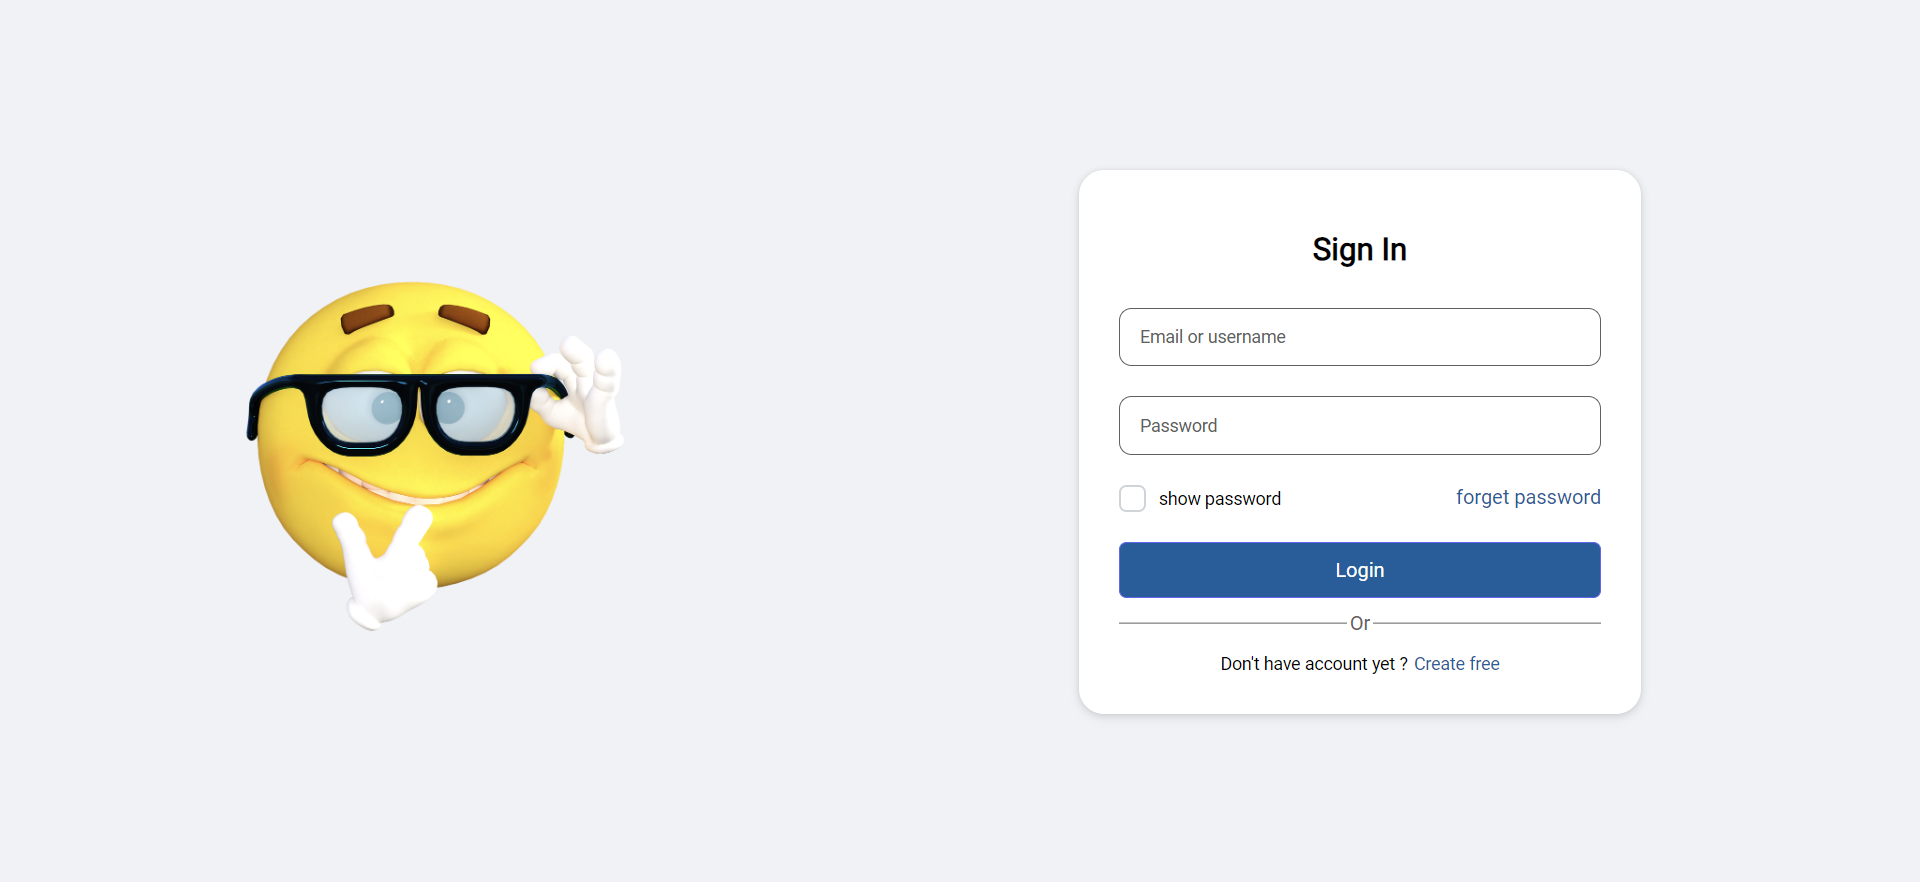 Sign In
Email or username
Password
show password
forget password
Login
Or
Don't have account yet ? Create free